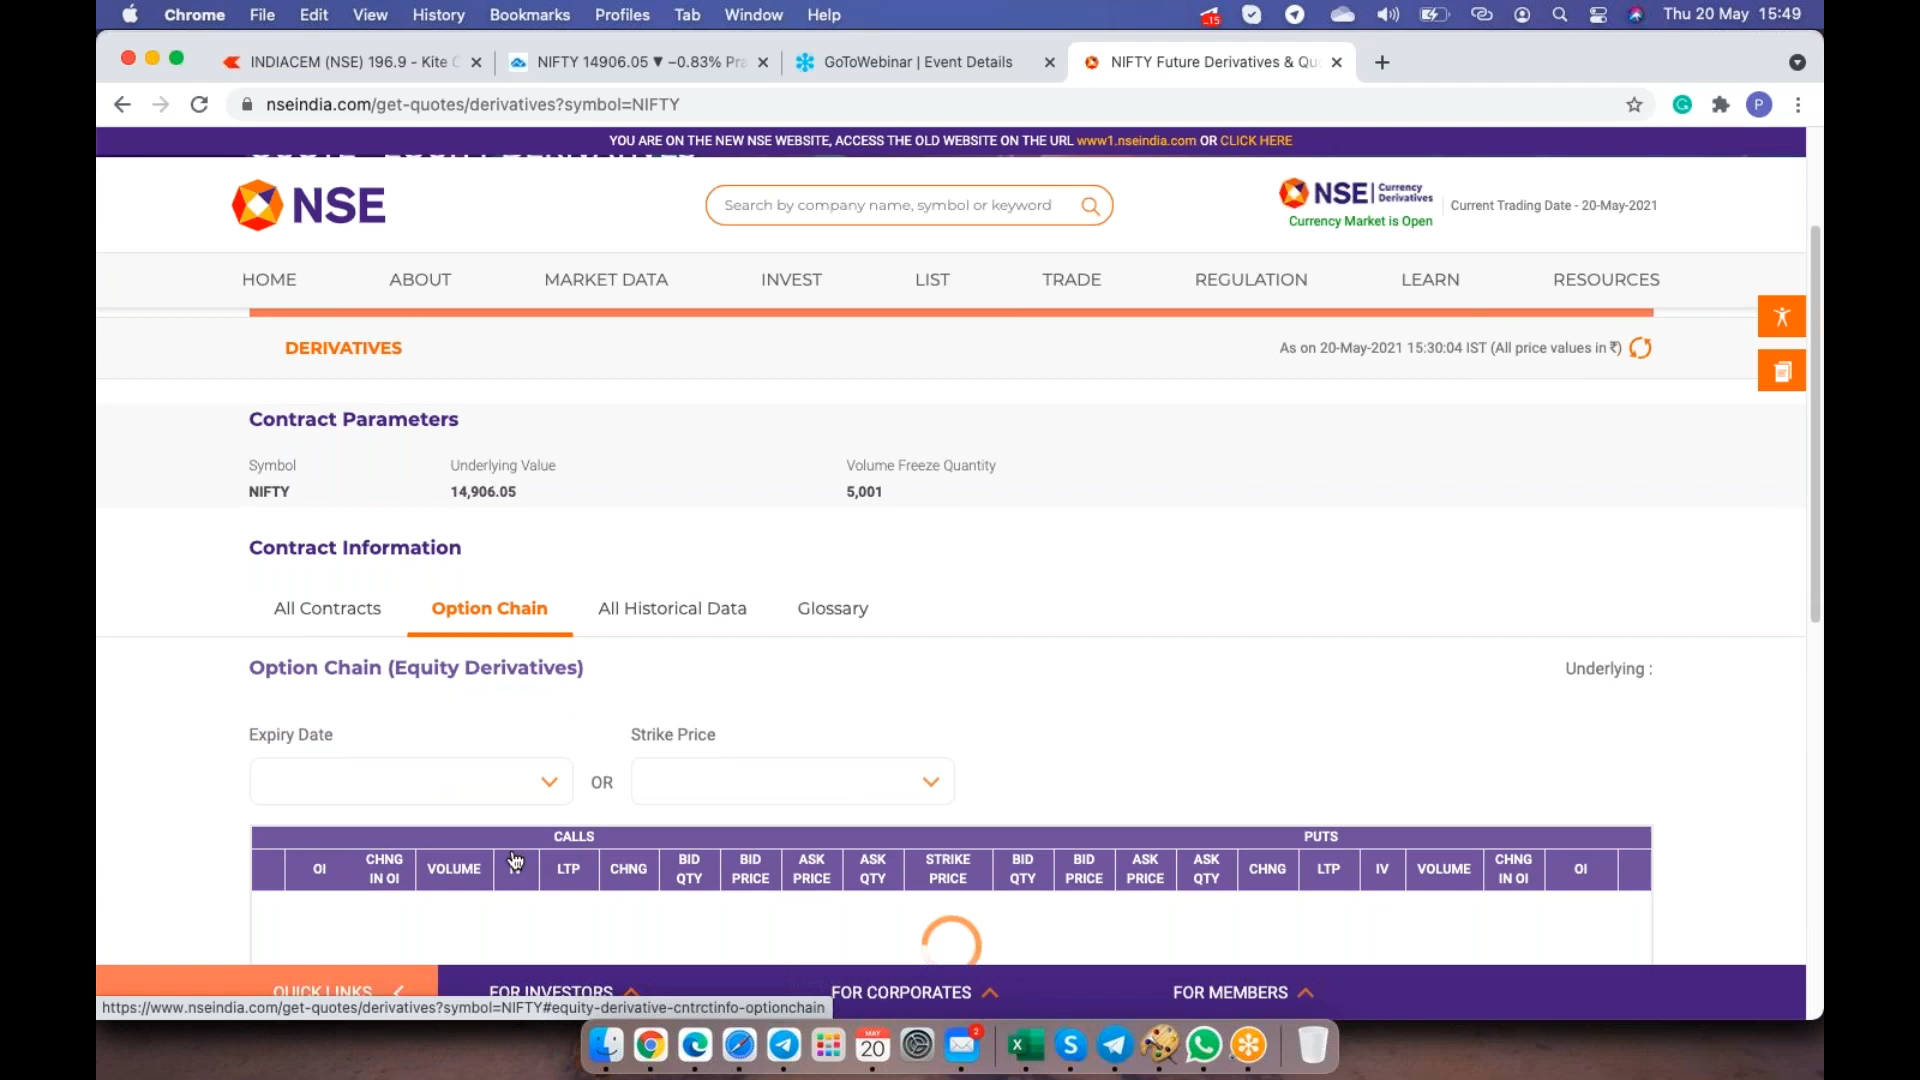 Chrome File Edit View History Bookmarks Profiles Tab Window Help
15
Thu 20 May 15:49
INDIACEM (NSE) 196.9 - Kite C
NIFTY 14906.05 ▼ −0.83% Pra
GoToWebinar | Event Details
NIFTY Future Derivatives & Qu
nseindia.com/get-quotes/derivatives?symbol=NIFTY
G
P
YOU ARE ON THE NEW NSE WEBSITE, ACCESS THE OLD WEBSITE ON THE URL www1.nseindia.com OR CLICK HERE
NSE
Search by company name, symbol or keyword
NSE Currency Derivatives
Currency Market is Open
Current Trading Date - 20-May-2021
HOME ABOUT MARKET DATA INVEST LIST TRADE REGULATION LEARN RESOURCES
DERIVATIVES
As on 20-May-2021 15:30:04 IST (All price values in ₹)
Contract Parameters
Symbol Underlying Value Volume Freeze Quantity
NIFTY 14,906.05 5,001
Contract Information
All Contracts Option Chain All Historical Data Glossary
Option Chain (Equity Derivatives)
Underlying :
Expiry Date Strike Price
OR
CALLS PUTS
OI CHNG IN OI VOLUME LTP CHNG BID QTY BID PRICE ASK PRICE ASK QTY STRIKE PRICE BID QTY BID PRICE ASK PRICE ASK QTY CHNG LTP IV VOLUME CHNG IN OI OI
QUICK LINKS FOR INVESTORS FOR CORPORATES FOR MEMBERS
https://www.nseindia.com/get-quotes/derivatives?symbol=NIFTY#equity-derivative-cntrctinfo-optionchain
MAY
20
2
X
S